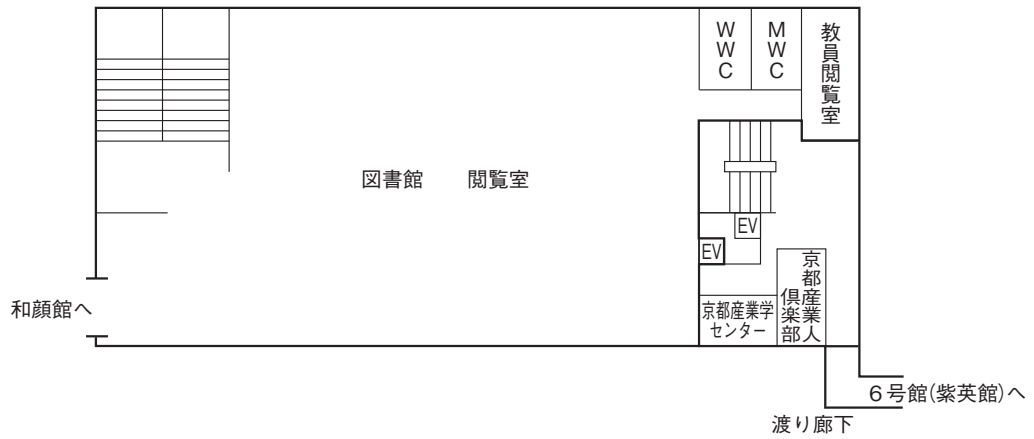 WWC
MWC
教員閲覧室
図書館　閲覧室
EV
EV
京都産業人
倶楽部
京都産業学
センター
和顔館へ
6号館(紫英館)へ
渡り廊下